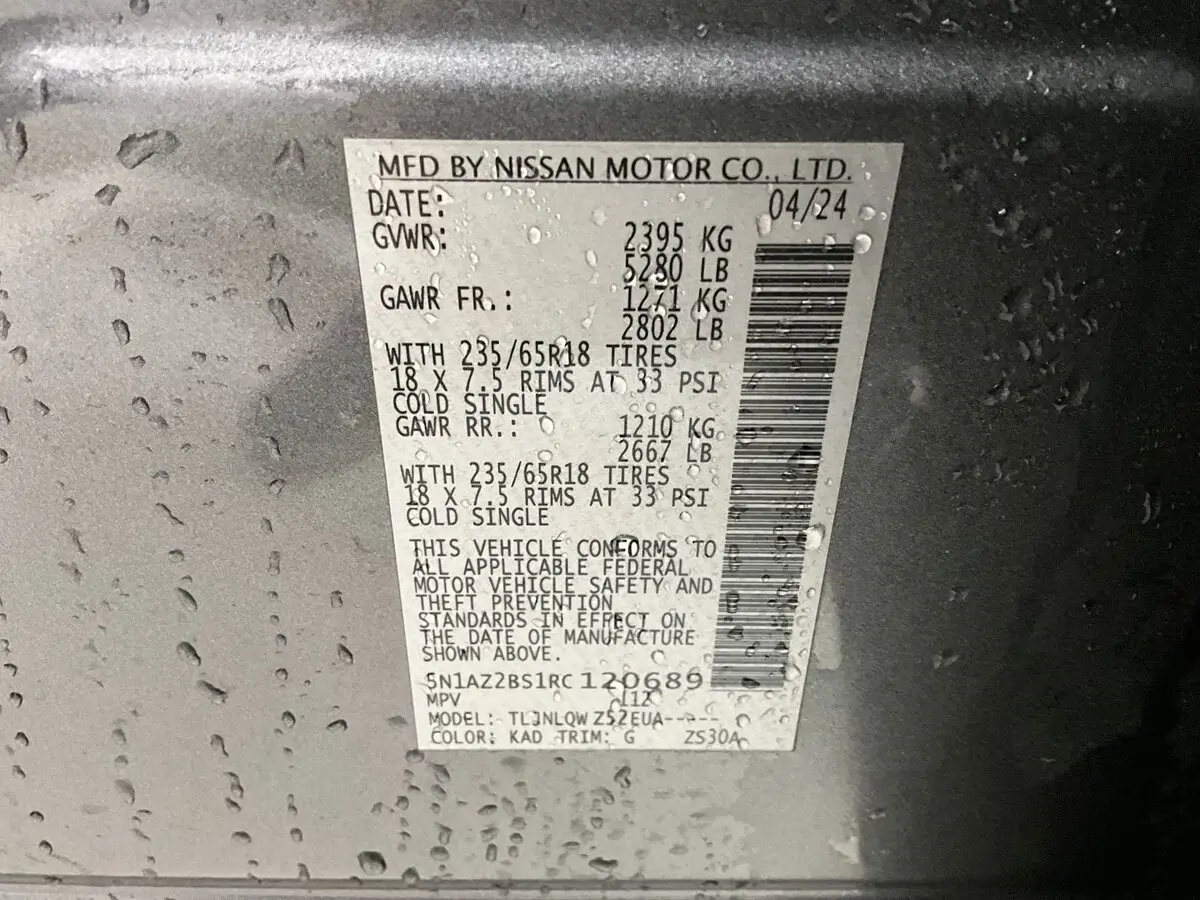 MFD BY NISSAN MOTOR CO., LTD.
DATE: 04/24
GVWR: 2395 KG
5280 LB
GAWR FR.: 1271 KG
2802 LB
WITH 235/65R18 TIRES
18 X 7.5 RIMS AT 33 PSI
COLD SINGLE
GAWR RR.: 1210 KG
2667 LB
WITH 235/65R18 TIRES
18 X 7.5 RIMS AT 33 PSI
COLD SINGLE
THIS VEHICLE CONFORMS TO
ALL APPLICABLE FEDERAL
MOTOR VEHICLE SAFETY AND
THEFT PREVENTION
STANDARDS IN EFFECT ON
THE DATE OF MANUFACTURE
SHOWN ABOVE.
5N1AZ2BS1RC 120689
MPV 112
MODEL: TLJNLQW Z52EUA-----
COLOR: KAD TRIM: G ZS30A